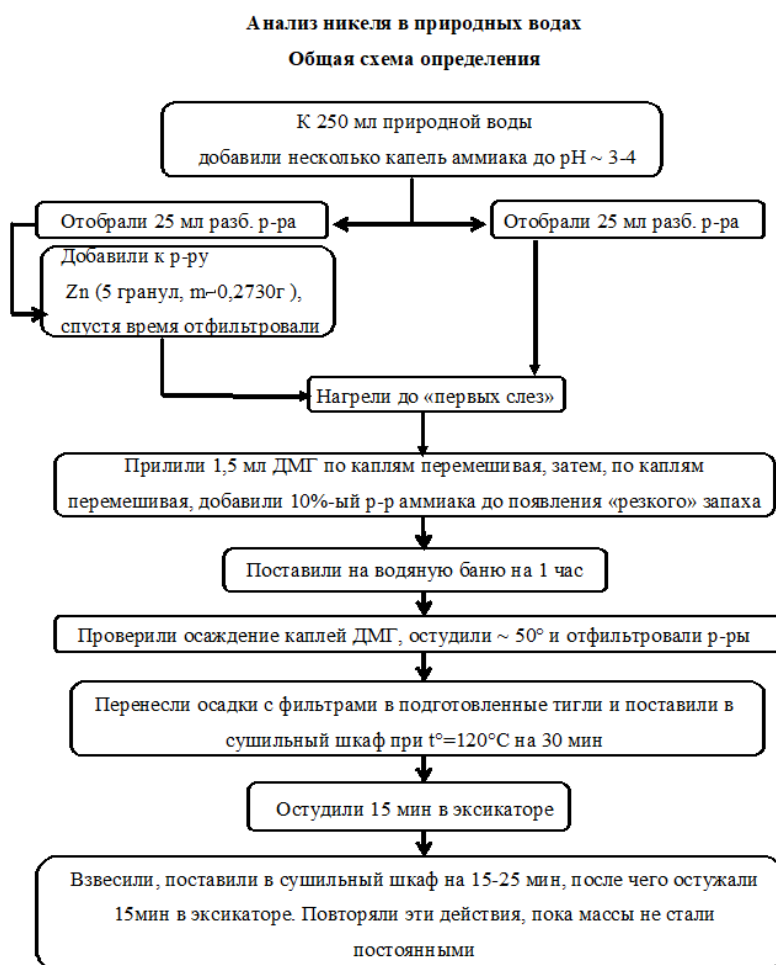 Анализ никеля в природных водах
Общая схема определения
К 250 мл природной воды
добавили несколько капель аммиака до pH ~ 3-4
Отобрали 25 мл разб. р-ра
Отобрали 25 мл разб. р-ра
Добавили к р-ру
Zn (5 гранул, m~0,2730г ),
спустя время отфильтровали
Нагрели до «первых слез»
Прилили 1,5 мл ДМГ по каплям перемешивая, затем, по каплям
перемешивая, добавили 10%-ый р-р аммиака до появления «резкого» запаха
Поставили на водяную баню на 1 час
Проверили осаждение каплей ДМГ, остудили ~ 50° и отфильтровали р-ры
Перенесли осадки с фильтрами в подготовленные тигли и поставили в
сушильный шкаф при t°=120°C на 30 мин
Остудили 15 мин в эксикаторе
Взвесили, поставили в сушильный шкаф на 15-25 мин, после чего остужали
15мин в эксикаторе. Повторяли эти действия, пока массы не стали
постоянными